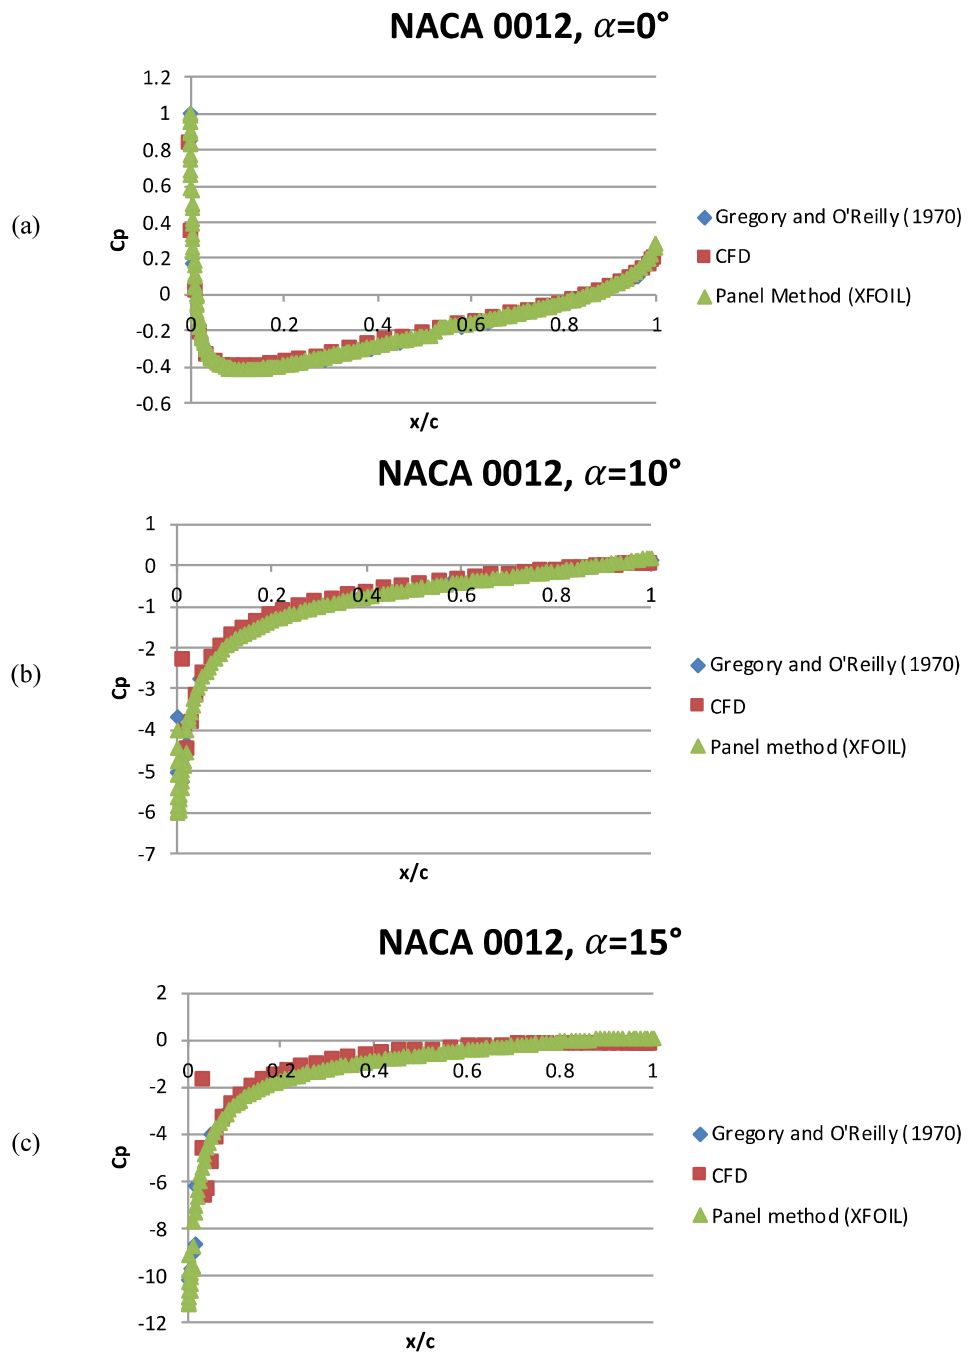 NACA 0012, α=0°
(a)
Cp
1.2
1
0.8
0.6
0.4
0.2
0
-0.2
-0.4
-0.6
0 0.2 0.4 0.6 0.8 1
x/c
Gregory and O'Reilly (1970)
CFD
Panel Method (XFOIL)
NACA 0012, α=10°
(b)
Cp
1
0
-1
-2
-3
-4
-5
-6
-7
0 0.2 0.4 0.6 0.8 1
x/c
Gregory and O'Reilly (1970)
CFD
Panel method (XFOIL)
NACA 0012, α=15°
(c)
Cp
2
0
-2
-4
-6
-8
-10
-12
0 0.2 0.4 0.6 0.8 1
x/c
Gregory and O'Reilly (1970)
CFD
Panel method (XFOIL)